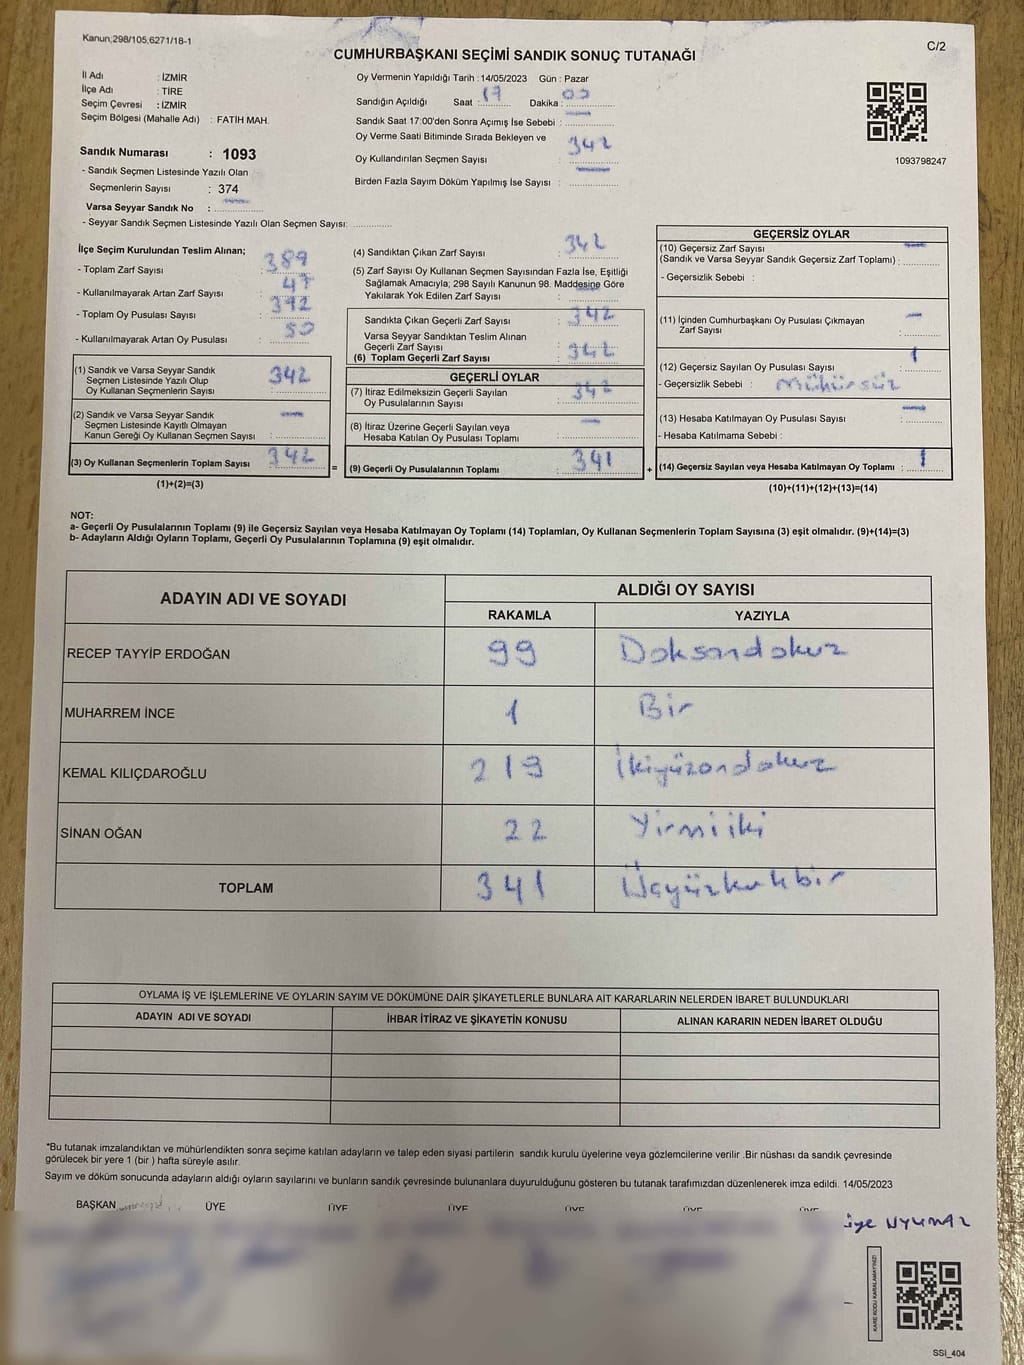 Kanun;298/105,6271/18-1
C/2
CUMHURBAŞKANI SEÇİMİ SANDIK SONUÇ TUTANAĞI
İl Adı : İZMİR
İlçe Adı : TİRE
Seçim Çevresi : İZMİR
Seçim Bölgesi (Mahalle Adı) : FATİH MAH.
Sandık Numarası : 1093
- Sandık Seçmen Listesinde Yazılı Olan
Seçmenlerin Sayısı : 374
Varsa Seyyar Sandık No :
- Seyyar Sandık Seçmen Listesinde Yazılı Olan Seçmen Sayısı:
Oy Vermenin Yapıldığı Tarih : 14/05/2023 Gün : Pazar
Sandığın Açıldığı Saat : 17 Dakika : 00
Sandık Saat 17:00'den Sonra Açımış İse Sebebi :
Oy Verme Saati Bitiminde Sırada Bekleyen ve
Oy Kullandırılan Seçmen Sayısı : 342
Birden Fazla Sayım Döküm Yapılmış İse Sayısı :
1093798247
İlçe Seçim Kurulundan Teslim Alınan;
- Toplam Zarf Sayısı : 389
- Kullanılmayarak Artan Zarf Sayısı : 47
- Toplam Oy Pusulası Sayısı : 392
- Kullanılmayarak Artan Oy Pusulası : 50
(1) Sandık ve Varsa Seyyar Sandık
Seçmen Listesinde Yazılı Olup
Oy Kullanan Seçmenlerin Sayısı : 342
(2) Sandık ve Varsa Seyyar Sandık
Seçmen Listesinde Kayıtlı Olmayan
Kanun Gereği Oy Kullanan Seçmen Sayısı : —
(3) Oy Kullanan Seçmenlerin Toplam Sayısı : 342
(1)+(2)=(3)
(4) Sandıktan Çıkan Zarf Sayısı : 342
(5) Zarf Sayısı Oy Kullanan Seçmen Sayısından Fazla İse, Eşitliği
Sağlamak Amacıyla, 298 Sayılı Kanunun 98. Maddesine Göre
Yakılarak Yok Edilen Zarf Sayısı :
Sandıkta Çıkan Geçerli Zarf Sayısı : 342
Varsa Seyyar Sandıktan Teslim Alınan
Geçerli Zarf Sayısı
(6) Toplam Geçerli Zarf Sayısı : 342
GEÇERLİ OYLAR
(7) İtiraz Edilmeksizin Geçerli Sayılan
Oy Pusulalarının Sayısı : 342
(8) İtiraz Üzerine Geçerli Sayılan veya
Hesaba Katılan Oy Pusulası Toplamı : —
= (9) Geçerli Oy Pusulalarının Toplamı : 341
GEÇERSİZ OYLAR
(10) Geçersiz Zarf Sayısı
(Sandık ve Varsa Seyyar Sandık Geçersiz Zarf Toplamı) : —
- Geçersizlik Sebebi :
(11) İçinden Cumhurbaşkanı Oy Pusulası Çıkmayan
Zarf Sayısı : —
(12) Geçersiz Sayılan Oy Pusulası Sayısı : 1
- Geçersizlik Sebebi : Mühürsüz
(13) Hesaba Katılmayan Oy Pusulası Sayısı : —
- Hesaba Katılmama Sebebi :
+ (14) Geçersiz Sayılan veya Hesaba Katılmayan Oy Toplamı : 1
(10)+(11)+(12)+(13)=(14)
NOT:
a- Geçerli Oy Pusulalarının Toplamı (9) ile Geçersiz Sayılan veya Hesaba Katılmayan Oy Toplamı (14) Toplamları, Oy Kullanan Seçmenlerin Toplam Sayısına (3) eşit olmalıdır. (9)+(14)=(3)
b- Adayların Aldığı Oyların Toplamı, Geçerli Oy Pusulalarının Toplamına (9) eşit olmalıdır.
ADAYIN ADI VE SOYADI ALDIĞI OY SAYISI
RAKAMLA YAZIYLA
RECEP TAYYİP ERDOĞAN 99 Doksandokuz
MUHARREM İNCE 1 Bir
KEMAL KILIÇDAROĞLU 219 İkiyüzondokuz
SİNAN OĞAN 22 Yirmiiki
TOPLAM 341 Üçyüzkırkbir
OYLAMA İŞ VE İŞLEMLERİNE VE OYLARIN SAYIM VE DÖKÜMÜNE DAİR ŞİKAYETLERLE BUNLARA AİT KARARLARIN NELERDEN İBARET BULUNDUKLARI
ADAYIN ADI VE SOYADI İHBAR İTİRAZ VE ŞİKAYETİN KONUSU ALINAN KARARIN NEDEN İBARET OLDUĞU
*Bu tutanak imzalandıktan ve mühürlendikten sonra seçime katılan adayların ve talep eden siyasi partilerin sandık kurulu üyelerine veya gözlemcilerine verilir .Bir nüshası da sandık çevresinde
görülecek bir yere 1 (bir ) hafta süreyle asılır.
Sayım ve döküm sonucunda adayların aldığı oyların sayılarını ve bunların sandık çevresinde bulunanlara duyurulduğunu gösteren bu tutanak tarafımızdan düzenlenerek imza edildi. 14/05/2023
BAŞKAN ÜYE ÜYE ÜYE ÜYE ÜYE ÜYE
UYUMAZ
KARE KODU KARALAMAYINIZ!
SSI_404